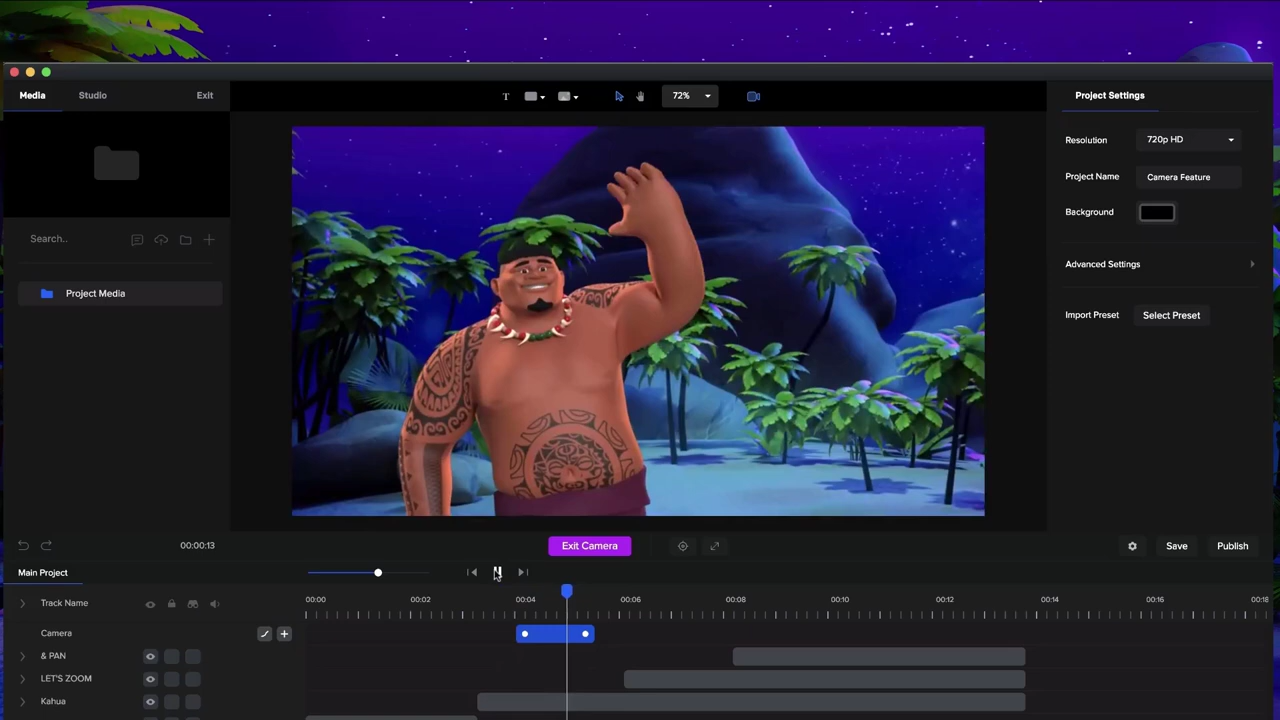 Media Studio Exit
T 72% Project Settings
Resolution 720p HD
Project Name Camera Feature
Background
Search..
Advanced Settings
Project Media
Import Preset Select Preset
00:00:13 Exit Camera Save Publish
Main Project
Track Name 00:00 00:02 00:04 00:06 00:08 00:10 00:12 00:14 00:16 00:18
Camera
& PAN
LET'S ZOOM
Kahua